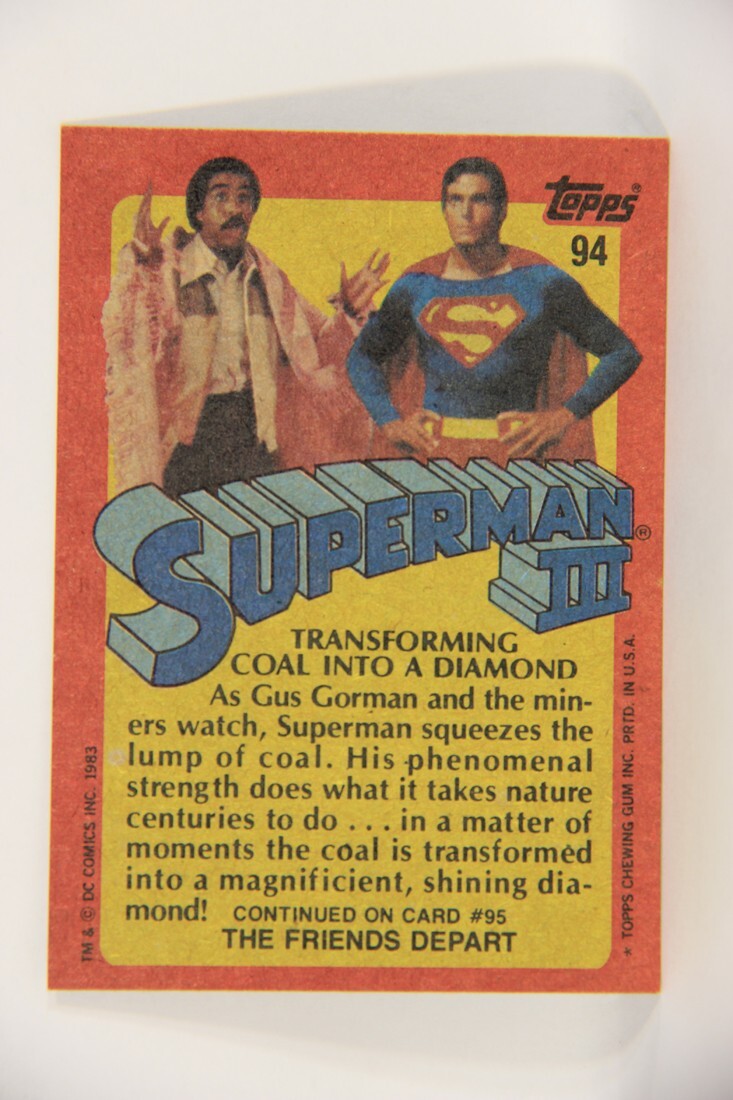 topps®
94
SUPERMAN®
III
TRANSFORMING
COAL INTO A DIAMOND
As Gus Gorman and the min-
ers watch, Superman squeezes the
lump of coal. His phenomenal
strength does what it takes nature
centuries to do . . . in a matter of
moments the coal is transformed
into a magnificient, shining dia-
mond! CONTINUED ON CARD #95
THE FRIENDS DEPART
TM & © DC COMICS INC. 1983
* TOPPS CHEWING GUM INC. PRTD. IN U.S.A.